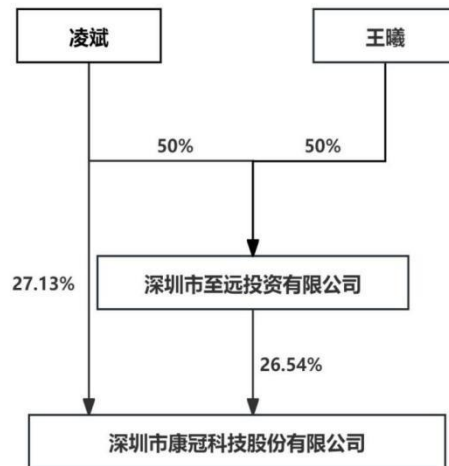 凌斌
王曦
50%
50%
27.13%
深圳市至远投资有限公司
26.54%
深圳市康冠科技股份有限公司